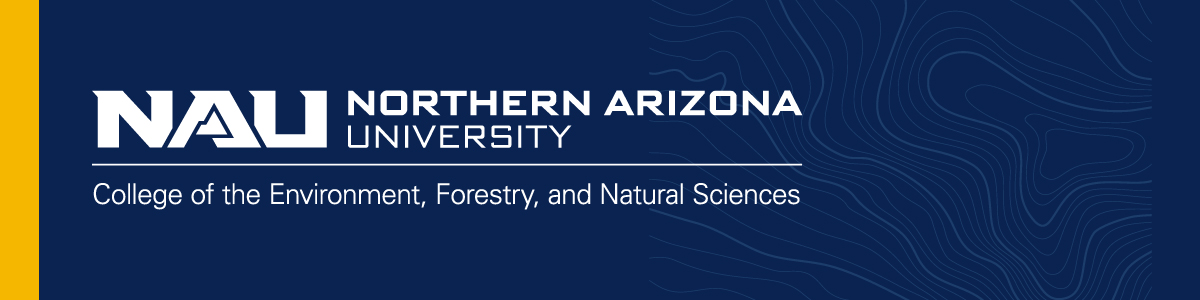 NAU NORTHERN ARIZONA
UNIVERSITY
College of the Environment, Forestry, and Natural Sciences